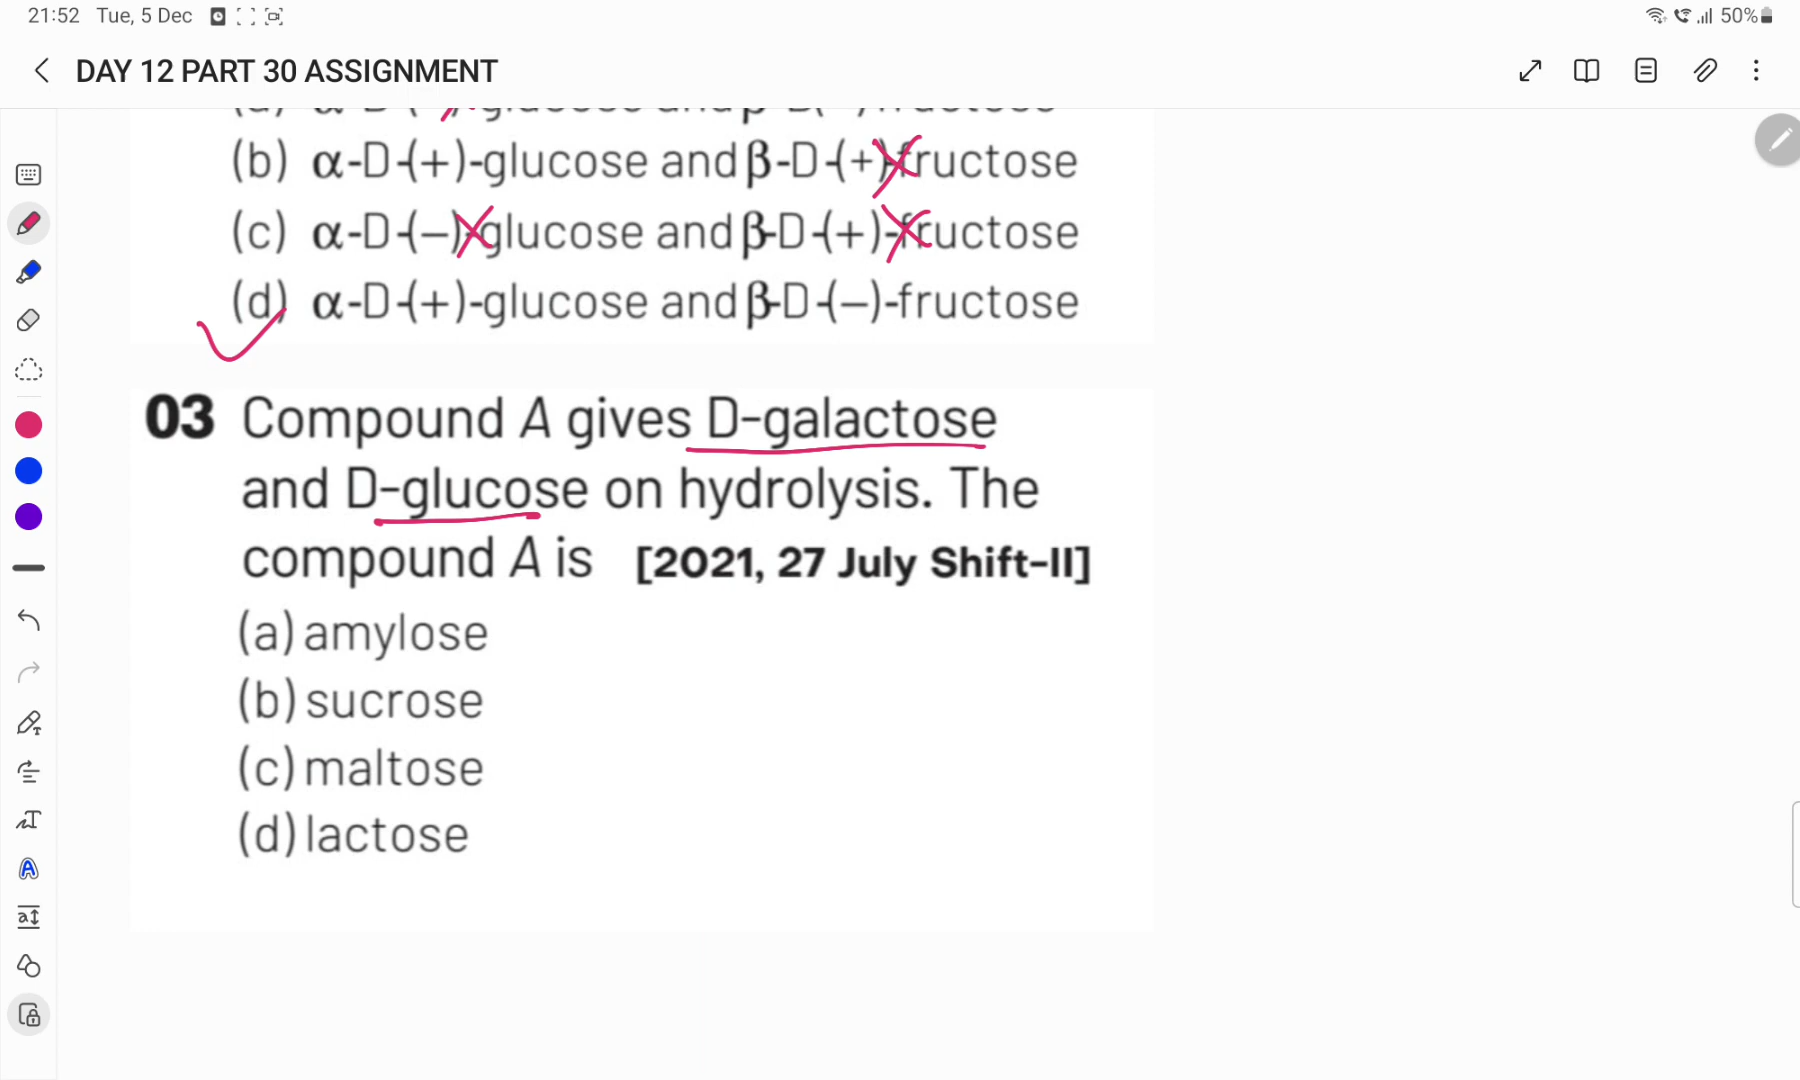 21:52 Tue, 5 Dec
50%
DAY 12 PART 30 ASSIGNMENT
(b) α-D-(+)-glucose and β-D-(+)-fructose
(c) α-D-(–)-glucose and β-D-(+)-fructose
(d) α-D-(+)-glucose and β-D-(–)-fructose
03 Compound A gives D-galactose
and D-glucose on hydrolysis. The
compound A is [2021, 27 July Shift-II]
(a) amylose
(b) sucrose
(c) maltose
(d) lactose